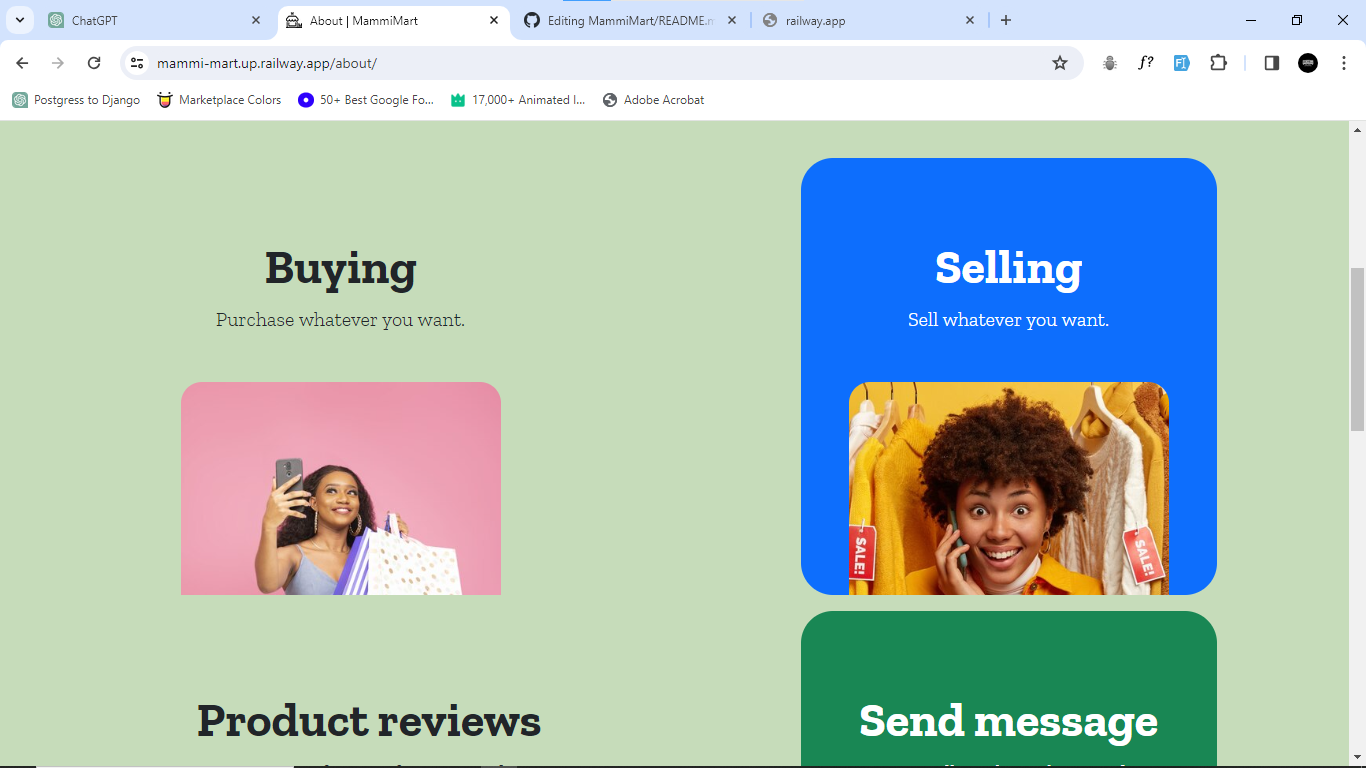 ChatGPT
About | MammiMart
Editing MammiMart/README.m
railway.app
mammi-mart.up.railway.app/about/
f?
Postgress to Django
Marketplace Colors
50+ Best Google Fo...
17,000+ Animated I...
Adobe Acrobat
Buying
Purchase whatever you want.
Selling
Sell whatever you want.
SALE!
SALE!
Product reviews
Send message